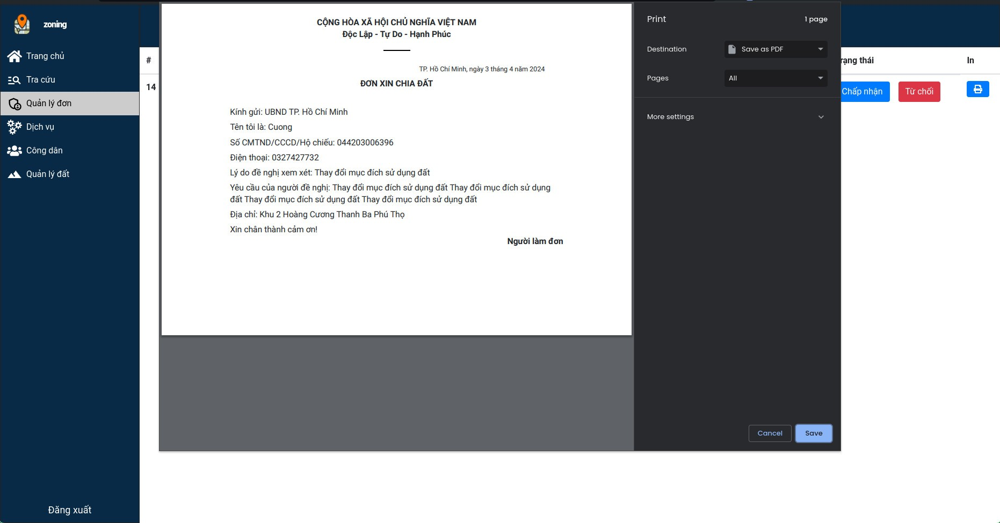 zoning
Trang chủ
Tra cứu
Quản lý đơn
Dịch vụ
Công dân
Quản lý đất
Đăng xuất
#
14
CỘNG HÒA XÃ HỘI CHỦ NGHĨA VIỆT NAM
Độc Lập - Tự Do - Hạnh Phúc
TP. Hồ Chí Minh, ngày 3 tháng 4 năm 2024
ĐƠN XIN CHIA ĐẤT
Kính gửi: UBND TP. Hồ Chí Minh
Tên tôi là: Cuong
Số CMTND/CCCD/Hộ chiếu: 044203006396
Điện thoại: 0327427732
Lý do đề nghị xem xét: Thay đổi mục đích sử dụng đất
Yêu cầu của người đề nghị: Thay đổi mục đích sử dụng đất Thay đổi mục đích sử dụng
đất Thay đổi mục đích sử dụng đất Thay đổi mục đích sử dụng đất
Địa chỉ: Khu 2 Hoàng Cương Thanh Ba Phú Thọ
Xin chân thành cảm ơn!
Người làm đơn
Print 1 page
Destination Save as PDF
Pages All
More settings
Cancel Save
rạng thái In
Chấp nhận Từ chối